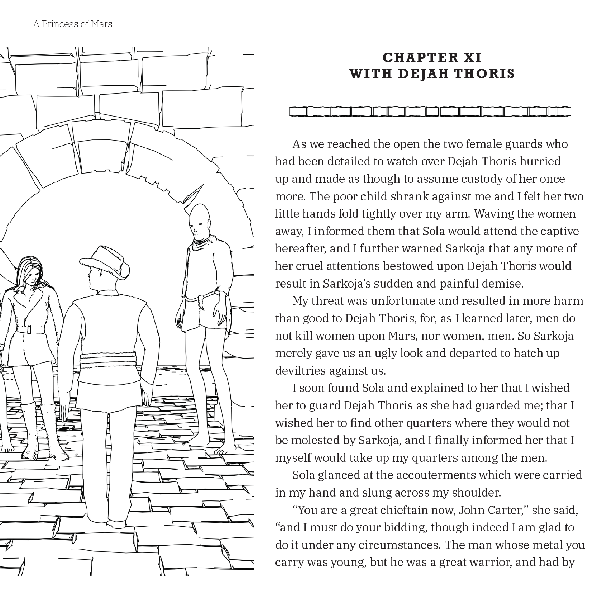 A Princess of Mars
CHAPTER XI
WITH DEJAH THORIS
As we reached the open the two female guards who
had been detailed to watch over Dejah Thoris hurried
up and made as though to assume custody of her once
more. The poor child shrank against me and I felt her two
little hands fold tightly over my arm. Waving the women
away, I informed them that Sola would attend the captive
hereafter, and I further warned Sarkoja that any more of
her cruel attentions bestowed upon Dejah Thoris would
result in Sarkoja's sudden and painful demise.
My threat was unfortunate and resulted in more harm
than good to Dejah Thoris, for, as I learned later, men do
not kill women upon Mars, nor women, men. So Sarkoja
merely gave us an ugly look and departed to hatch up
deviltries against us.
I soon found Sola and explained to her that I wished
her to guard Dejah Thoris as she had guarded me; that I
wished her to find other quarters where they would not
be molested by Sarkoja, and I finally informed her that I
myself would take up my quarters among the men.
Sola glanced at the accouterments which were carried
in my hand and slung across my shoulder.
"You are a great chieftain now, John Carter," she said,
"and I must do your bidding, though indeed I am glad to
do it under any circumstances. The man whose metal you
carry was young, but he was a great warrior, and had by